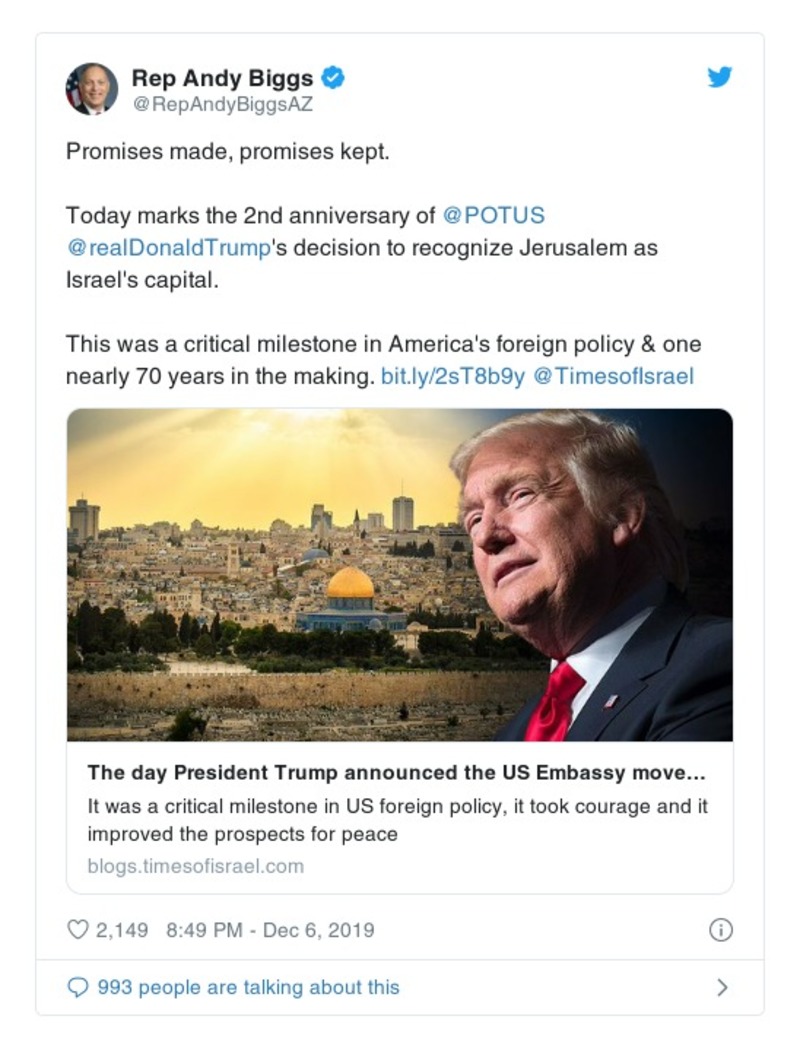 Rep Andy Biggs
@RepAndyBiggsAZ
Promises made, promises kept.
Today marks the 2nd anniversary of @POTUS
@realDonaldTrump's decision to recognize Jerusalem as
Israel's capital.
This was a critical milestone in America's foreign policy & one
nearly 70 years in the making. bit.ly/2sT8b9y @TimesofIsrael
The day President Trump announced the US Embassy move...
It was a critical milestone in US foreign policy, it took courage and it
improved the prospects for peace
blogs.timesofisrael.com
2,149 8:49 PM - Dec 6, 2019
993 people are talking about this